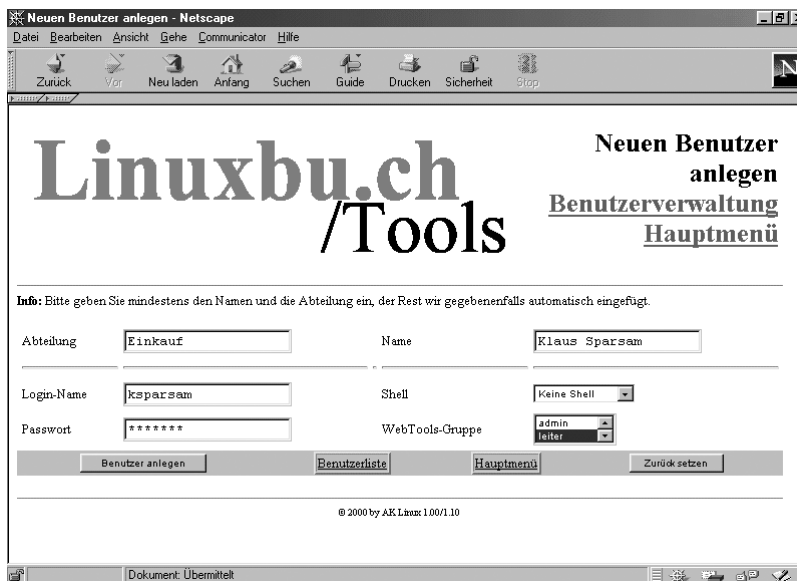 Neuen Benutzer anlegen - Netscape
Datei Bearbeiten Ansicht Gehe Communicator Hilfe
Zurück Vor Neu laden Anfang Suchen Guide Drucken Sicherheit Stop
N
Linuxbu.ch
/Tools
Neuen Benutzer
anlegen
Benutzerverwaltung
Hauptmenü
Info: Bitte geben Sie mindestens den Namen und die Abteilung ein, der Rest wir gegebenenfalls automatisch eingefügt.
Abteilung Einkauf Name Klaus Sparsam
Login-Name ksparsam Shell Keine Shell
Passwort ******* WebTools-Gruppe admin
leiter
Benutzer anlegen Benutzerliste Hauptmenü Zurück setzen
© 2000 by AK Linux 1.00/1.10
Dokument: Übermittelt